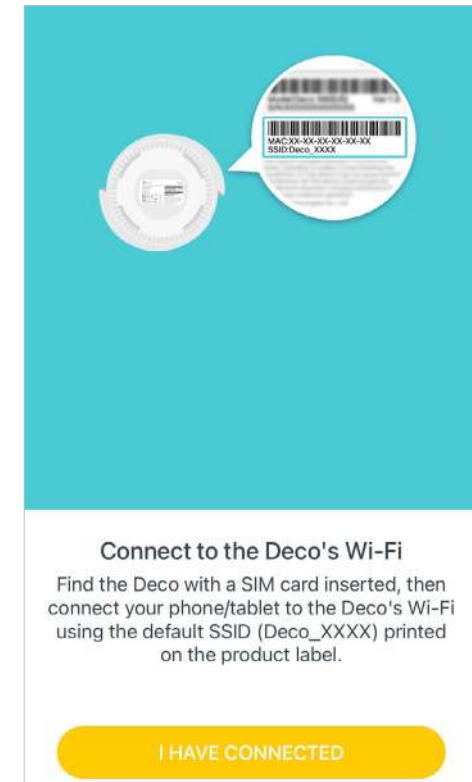 MAC:XX-XX-XX-XX-XX-XX
SSID:Deco_XXXX
Connect to the Deco's Wi-Fi
Find the Deco with a SIM card inserted, then
connect your phone/tablet to the Deco's Wi-Fi
using the default SSID (Deco_XXXX) printed
on the product label.
I HAVE CONNECTED